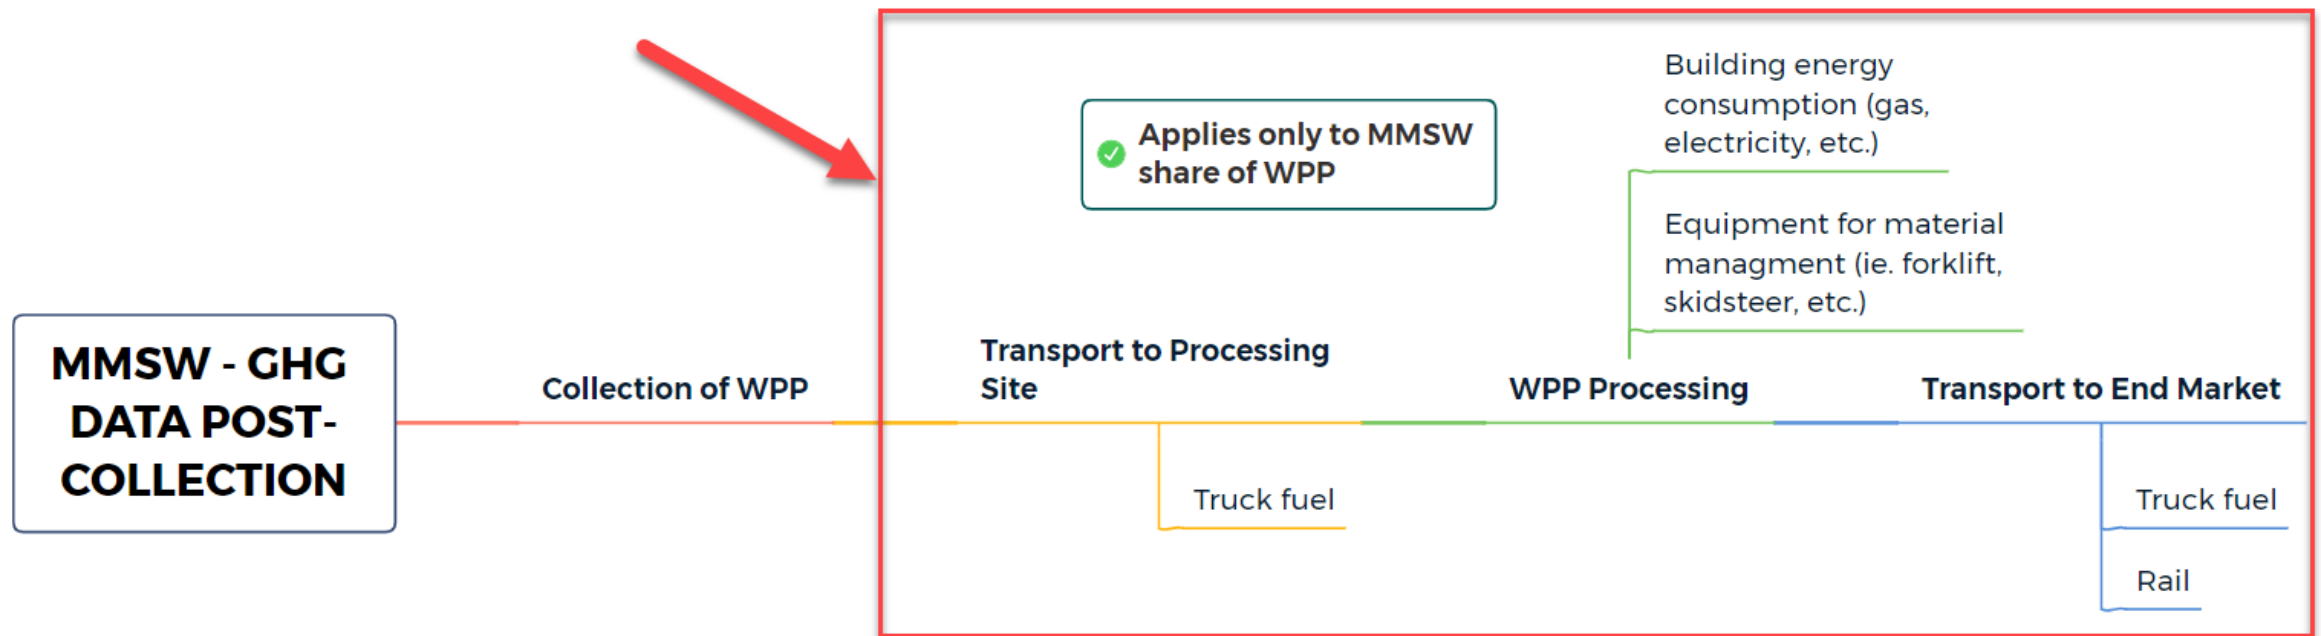 Building energy
consumption (gas,
electricity, etc.)
Applies only to MMSW
share of WPP
Equipment for material
managment (ie. forklift,
skidsteer, etc.)
MMSW - GHG
DATA POST-
COLLECTION
Collection of WPP
Transport to Processing
Site
WPP Processing
Transport to End Market
Truck fuel
Truck fuel
Rail